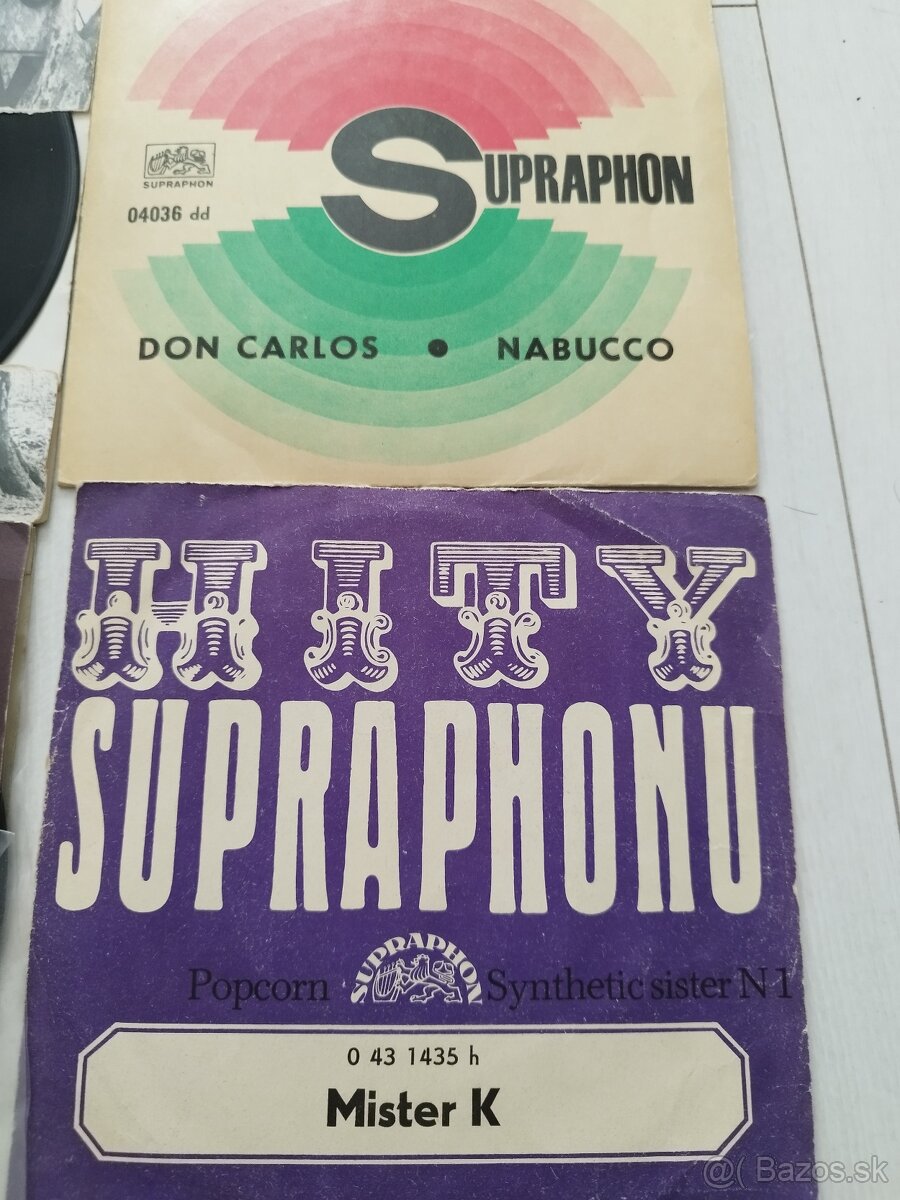 SUPRAPHON
SUPRAPHON
04036 dd
DON CARLOS • NABUCCO
HITY
SUPRAPHONU
SUPRAPHON
Popcorn Synthetic sister N 1
0 43 1435 h
Mister K
@( Bazos.sk